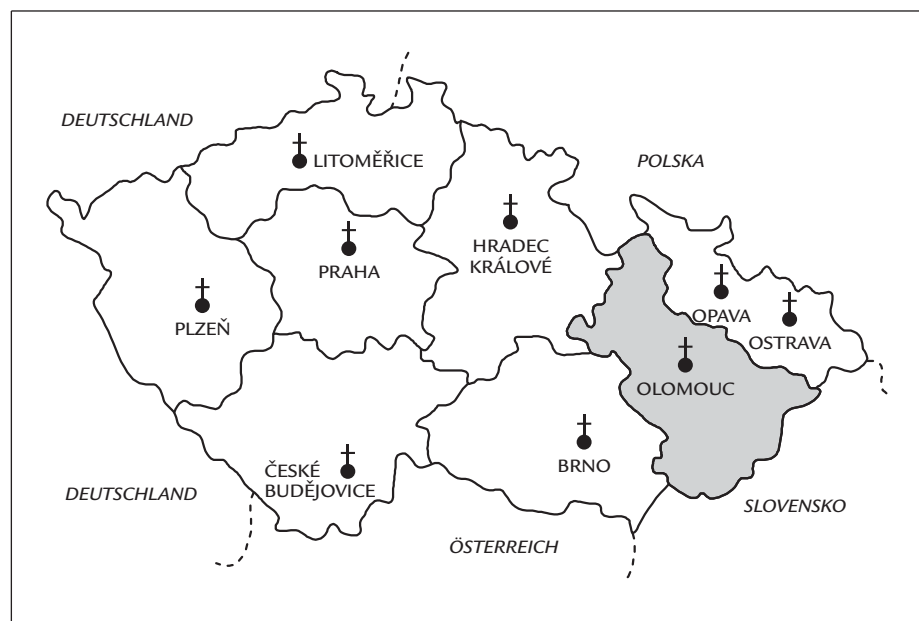 DEUTSCHLAND
LITOMĚŘICE
POLSKA
HRADEC
KRÁLOVÉ
PRAHA
PLZEŇ
OPAVA
OSTRAVA
OLOMOUC
BRNO
ČESKÉ
BUDĚJOVICE
DEUTSCHLAND
SLOVENSKO
ÖSTERREICH